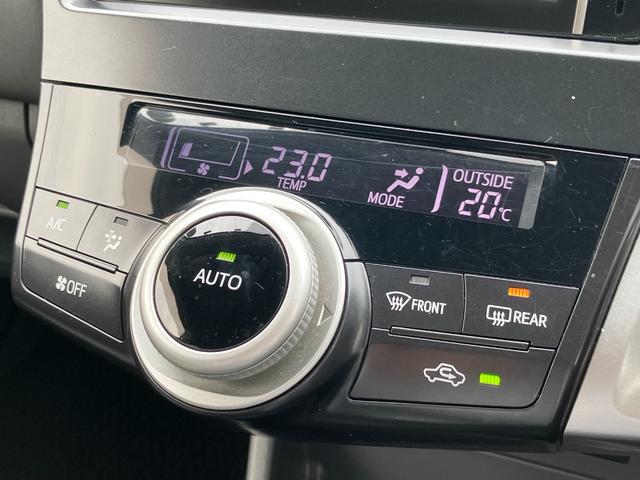 23.0
TEMP
MODE
OUTSIDE
20℃
A/C
OFF
AUTO
FRONT
REAR